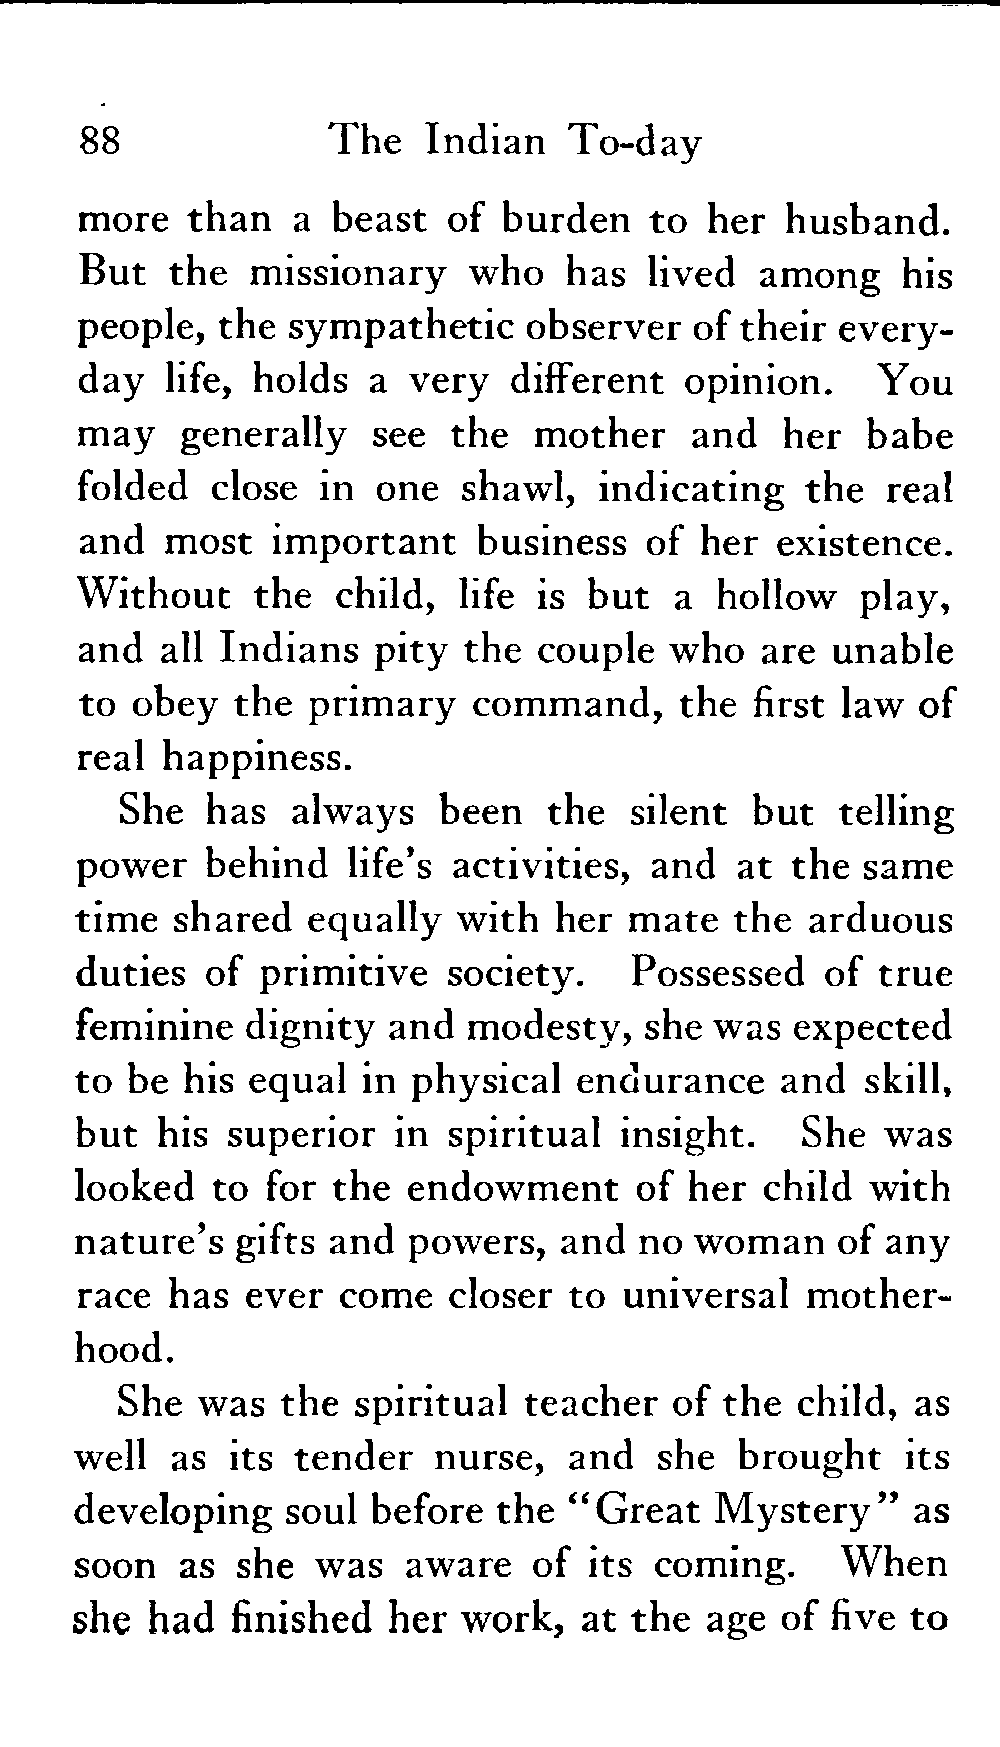 88 The Indian To-day
more than a beast of burden to her husband.
But the missionary who has lived among his
people, the sympathetic observer of their every-
day life, holds a very different opinion. You
may generally see the mother and her babe
folded close in one shawl, indicating the real
and most important business of her existence.
Without the child, life is but a hollow play,
and all Indians pity the couple who are unable
to obey the primary command, the first law of
real happiness.
She has always been the silent but telling
power behind life's activities, and at the same
time shared equally with her mate the arduous
duties of primitive society. Possessed of true
feminine dignity and modesty, she was expected
to be his equal in physical endurance and skill,
but his superior in spiritual insight. She was
looked to for the endowment of her child with
nature's gifts and powers, and no woman of any
race has ever come closer to universal mother-
hood.
She was the spiritual teacher of the child, as
well as its tender nurse, and she brought its
developing soul before the "Great Mystery" as
soon as she was aware of its coming. When
she had finished her work, at the age of five to